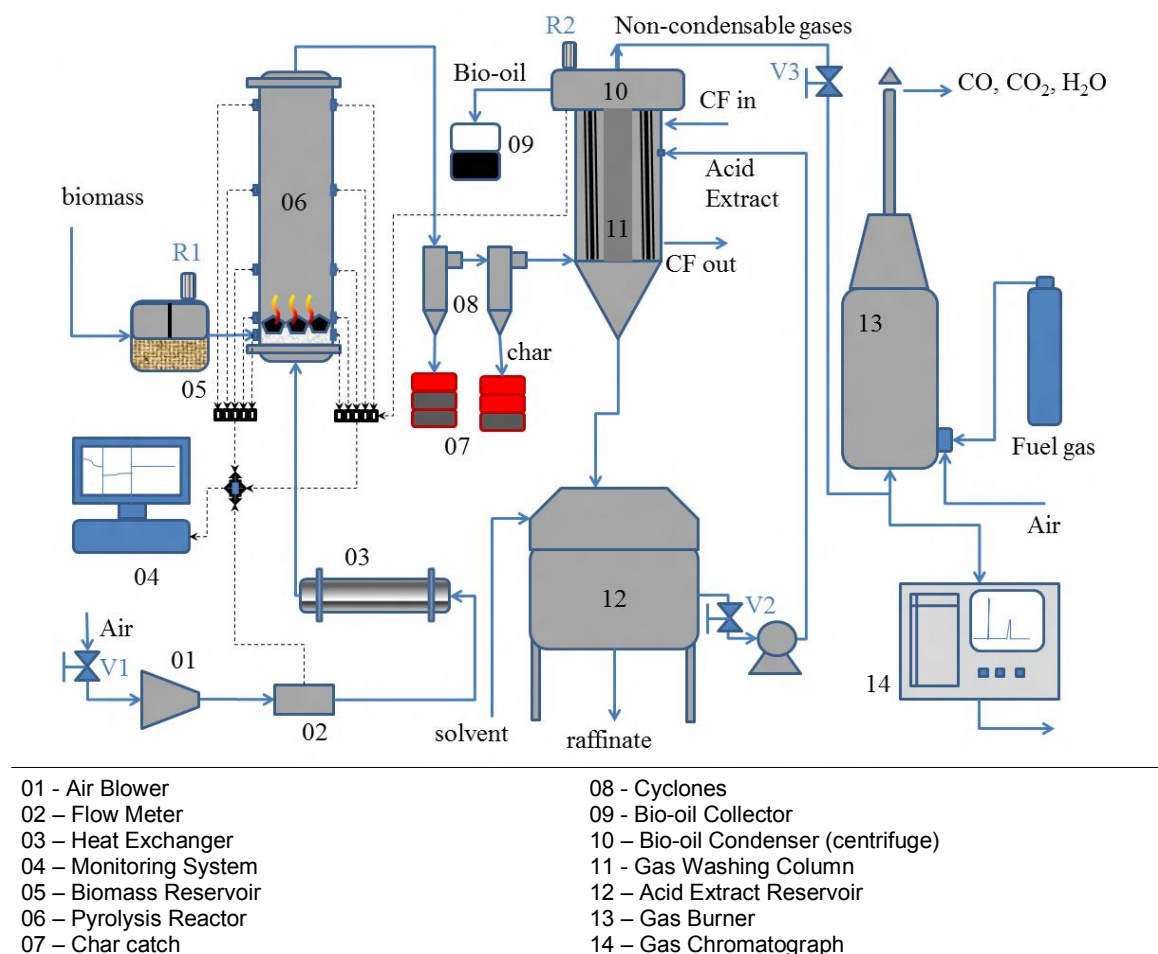 R2
Non-condensable gases
Bio-oil
10
V3
CO, CO₂, H₂O
CF in
09
Acid
Extract
biomass
06
R1
11
CF out
08
13
char
05
07
Fuel gas
Air
03
04
12
V2
Air
V1
01
14
02
solvent
raffinate
01 - Air Blower
02 – Flow Meter
03 – Heat Exchanger
04 – Monitoring System
05 – Biomass Reservoir
06 – Pyrolysis Reactor
07 – Char catch
08 - Cyclones
09 - Bio-oil Collector
10 – Bio-oil Condenser (centrifuge)
11 - Gas Washing Column
12 – Acid Extract Reservoir
13 – Gas Burner
14 – Gas Chromatograph